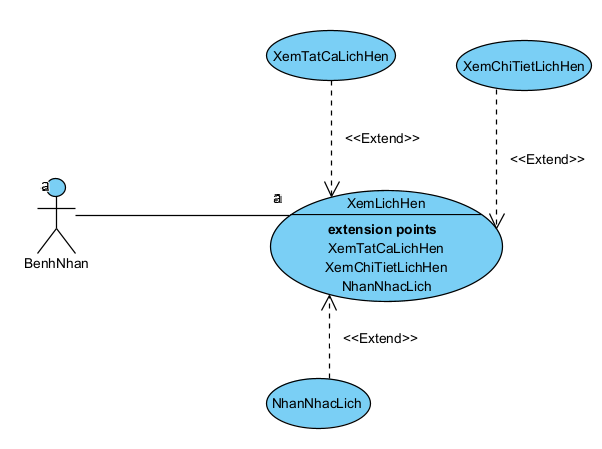 XemTatCaLichHen
XemChiTietLichHen
<<Extend>>
<<Extend>>
a
a
XemLichHen
extension points
XemTatCaLichHen
XemChiTietLichHen
NhanNhacLich
BenhNhan
<<Extend>>
NhanNhacLich